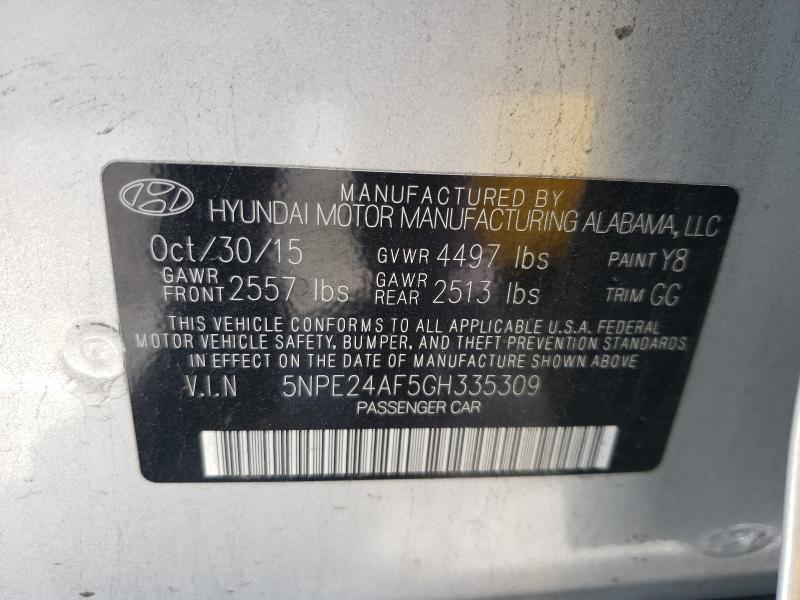 MANUFACTURED BY
HYUNDAI MOTOR MANUFACTURING ALABAMA, LLC
Oct/30/15 GVWR 4497 lbs PAINT Y8
GAWR FRONT 2557 lbs GAWR REAR 2513 lbs TRIM GG
THIS VEHICLE CONFORMS TO ALL APPLICABLE U.S.A. FEDERAL
MOTOR VEHICLE SAFETY, BUMPER, AND THEFT PREVENTION STANDARDS
IN EFFECT ON THE DATE OF MANUFACTURE SHOWN ABOVE.
V.I.N 5NPE24AF5GH335309
PASSENGER CAR